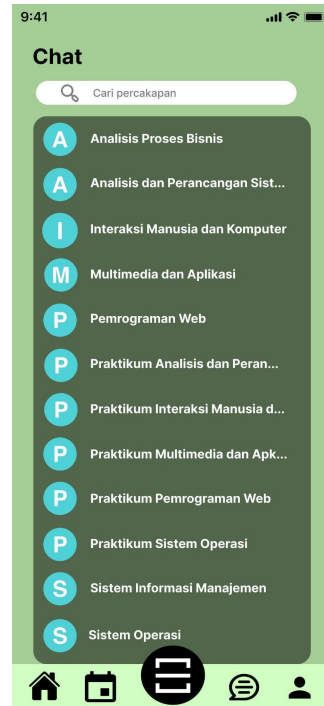 9:41
Chat
Cari percakapan
A Analisis Proses Bisnis
A Analisis dan Perancangan Sist...
I Interaksi Manusia dan Komputer
M Multimedia dan Aplikasi
P Pemrograman Web
P Praktikum Analisis dan Peran...
P Praktikum Interaksi Manusia d...
P Praktikum Multimedia dan Apk...
P Praktikum Pemrograman Web
P Praktikum Sistem Operasi
S Sistem Informasi Manajemen
S Sistem Operasi